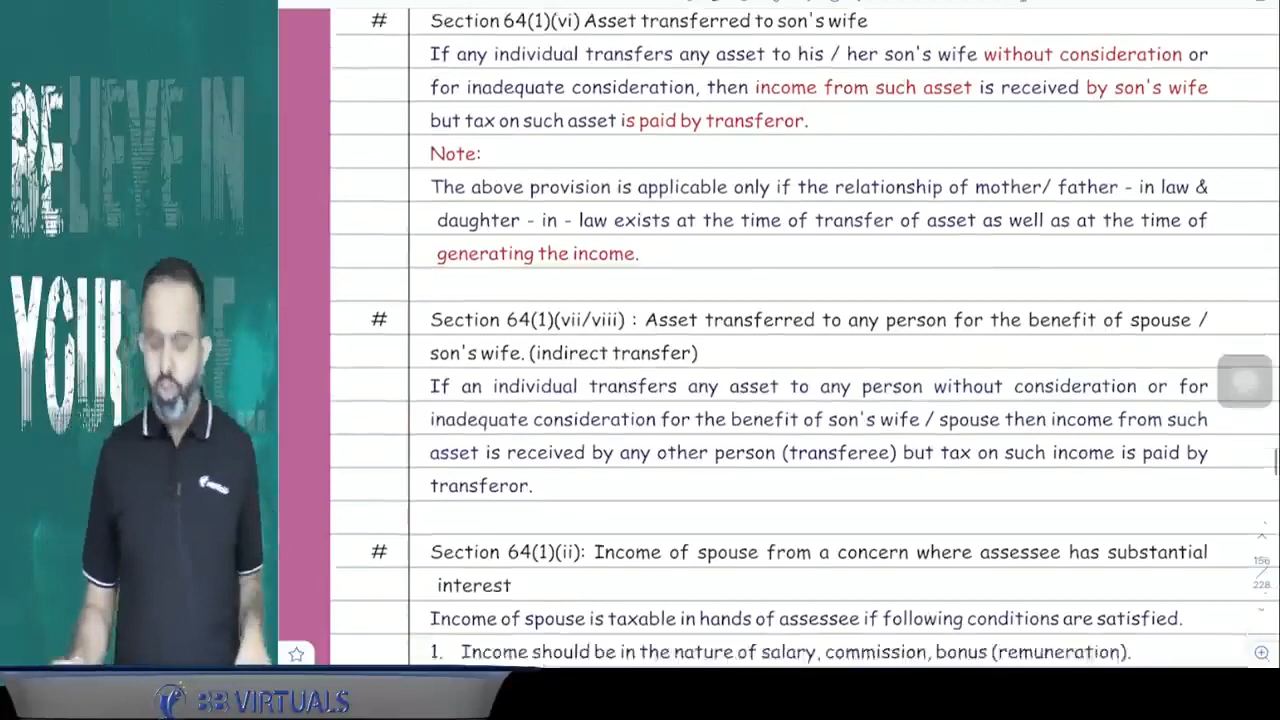 BELIEVE IN
YOU
# Section 64(1)(vi) Asset transferred to son's wife
If any individual transfers any asset to his / her son's wife without consideration or
for inadequate consideration, then income from such asset is received by son's wife
but tax on such asset is paid by transferor.
Note:
The above provision is applicable only if the relationship of mother/ father - in law &
daughter - in - law exists at the time of transfer of asset as well as at the time of
generating the income.
# Section 64(1)(vii/viii) : Asset transferred to any person for the benefit of spouse /
son's wife. (indirect transfer)
If an individual transfers any asset to any person without consideration or for
inadequate consideration for the benefit of son's wife / spouse then income from such
asset is received by any other person (transferee) but tax on such income is paid by
transferor.
# Section 64(1)(ii): Income of spouse from a concern where assessee has substantial
interest
Income of spouse is taxable in hands of assessee if following conditions are satisfied.
1. Income should be in the nature of salary, commission, bonus (remuneration).
156
228
BB VIRTUALS